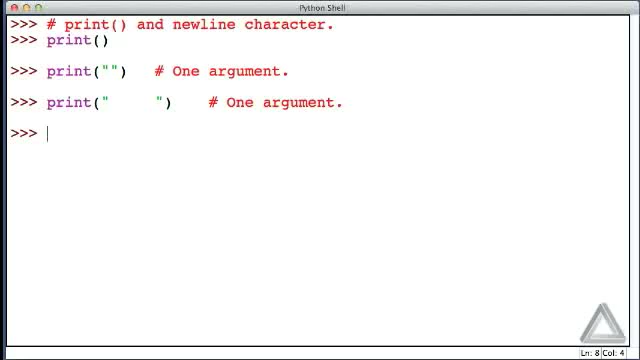 Python Shell
>>> # print() and newline character.
>>> print()
>>> print("")   # One argument.
>>> print("     ")    # One argument.
>>>
Ln: 8 Col: 4